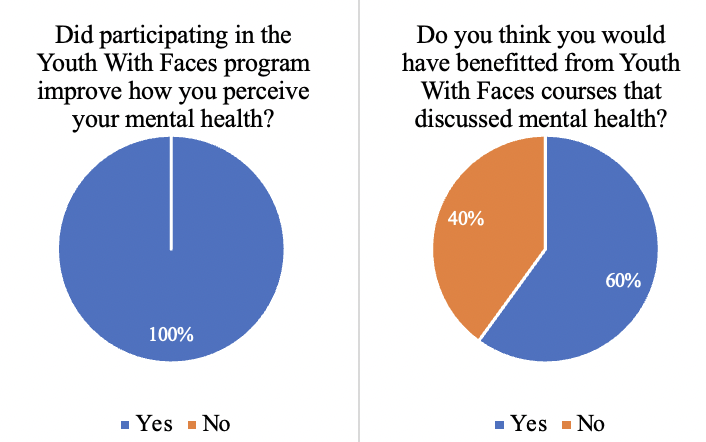 Did participating in the
Youth With Faces program
improve how you perceive
your mental health?
100%
Yes No
Do you think you would
have benefitted from Youth
With Faces courses that
discussed mental health?
40%
60%
Yes No